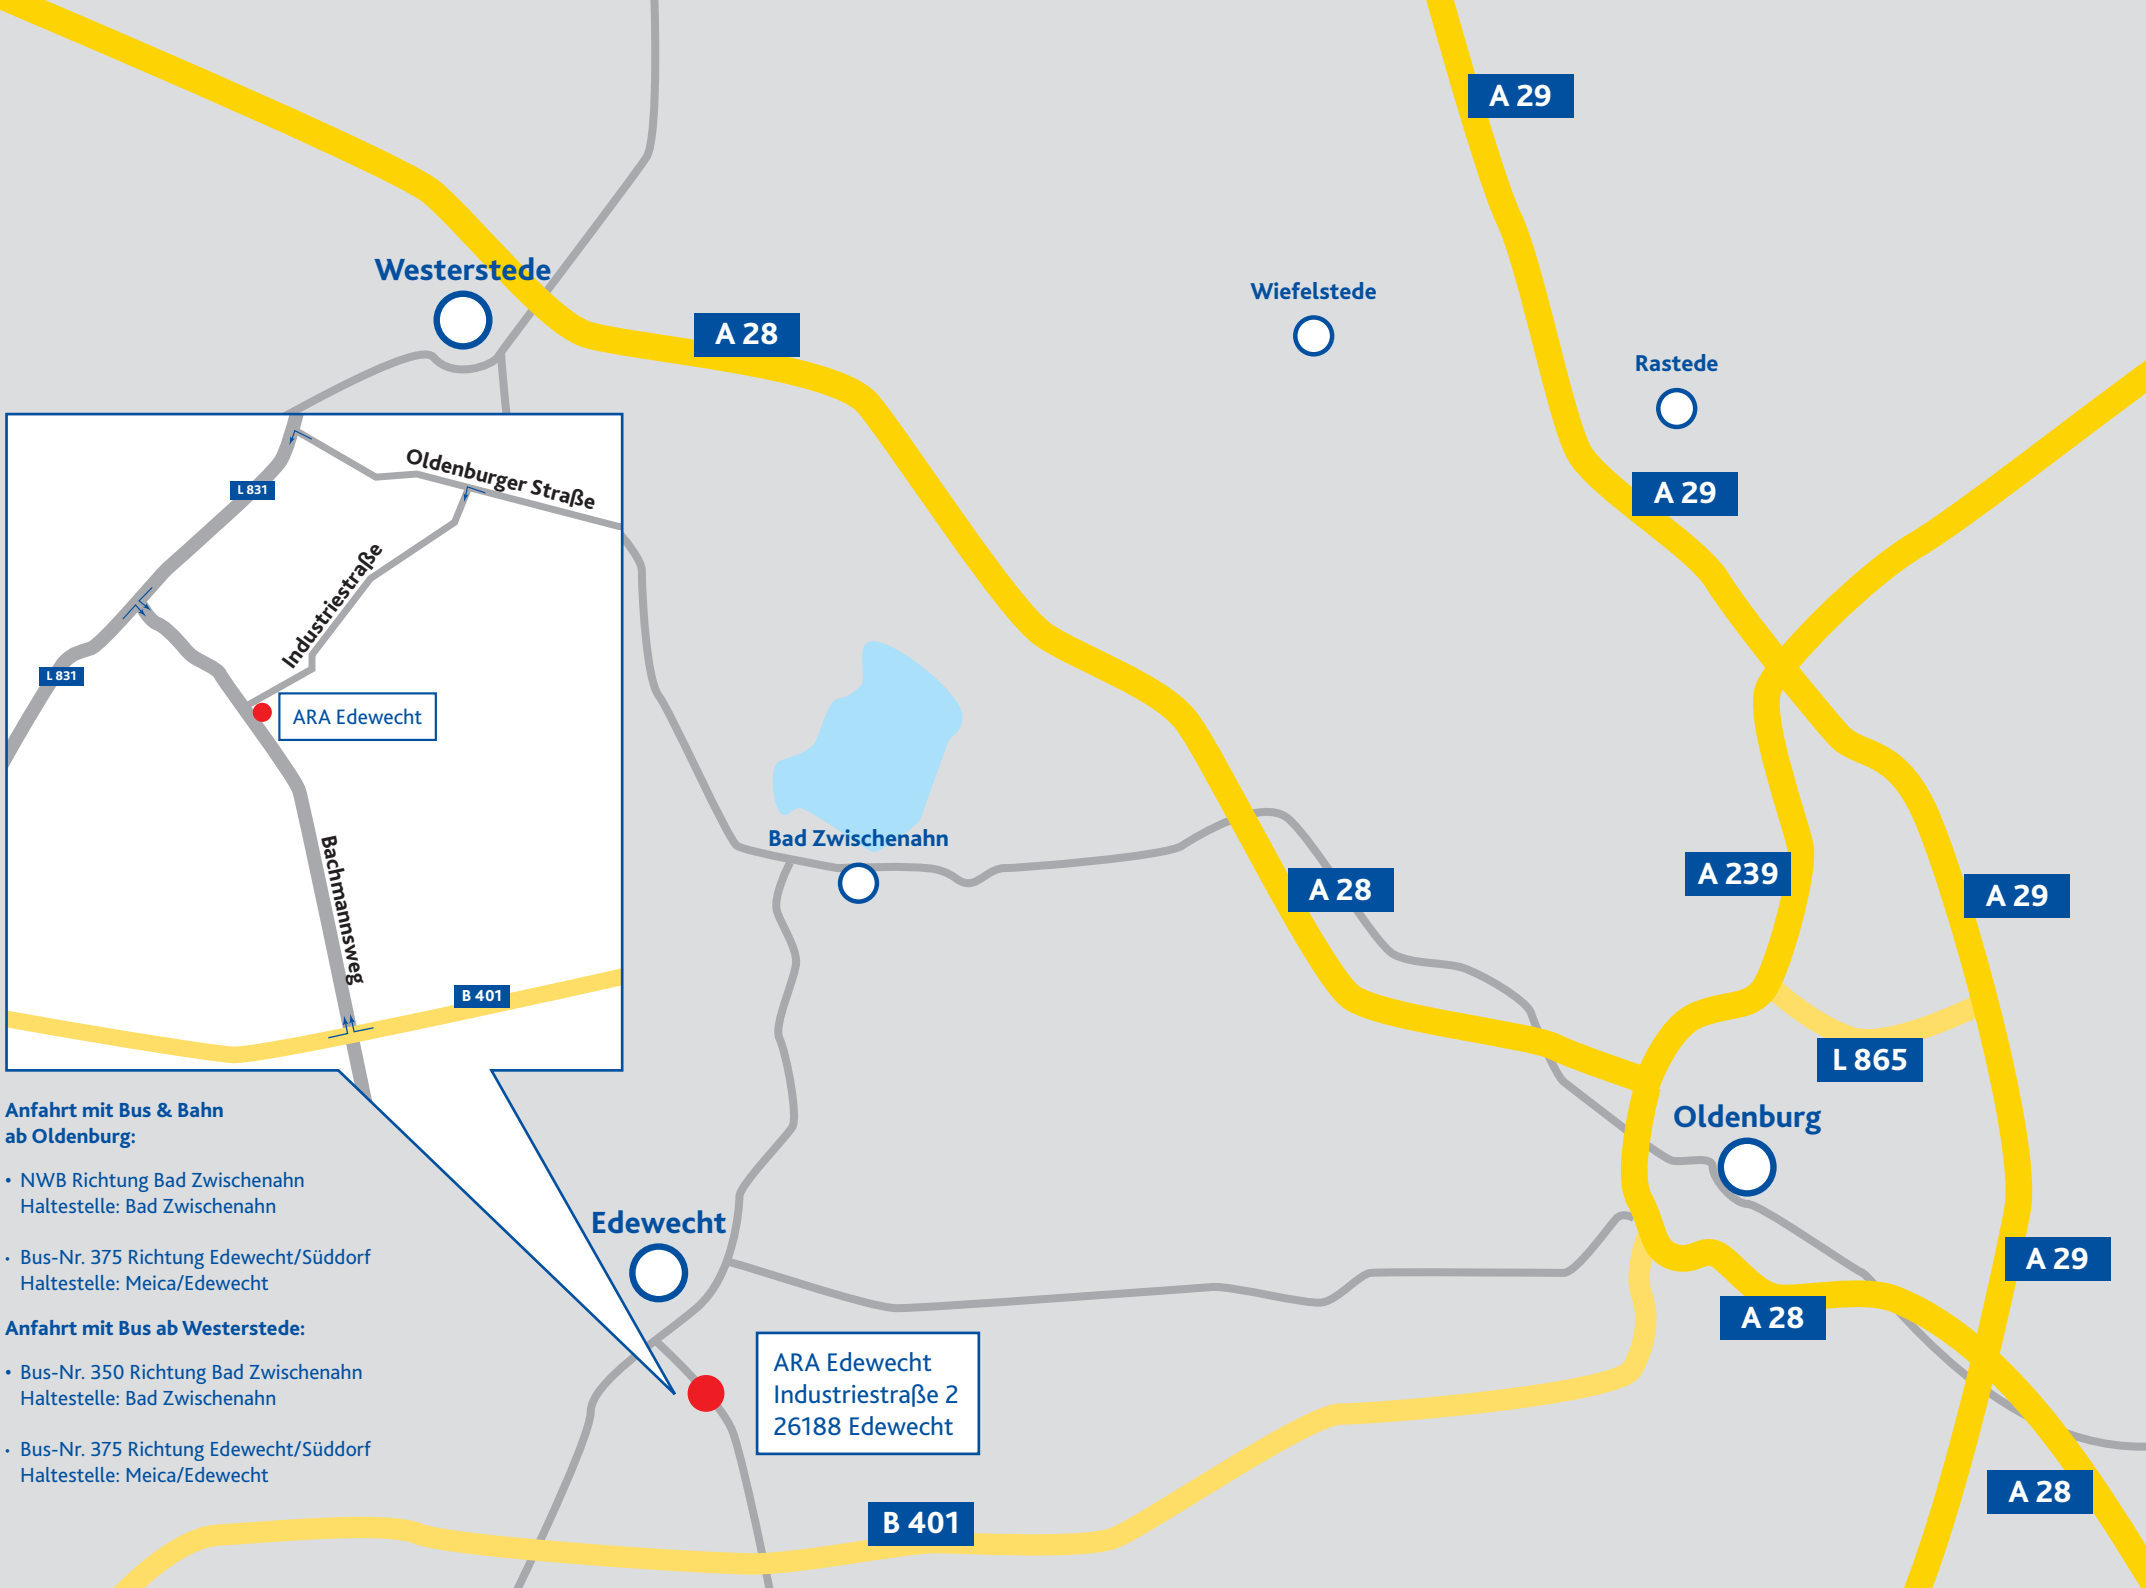 A 29
Westerstede
Wiefelstede
A 28
Rastede
A 29
Oldenburger Straße
L 831
Industriestraße
L 831
ARA Edewecht
Bad Zwischenahn
Bachmannsweg
A 239
A 28
A 29
B 401
L 865
Oldenburg
Anfahrt mit Bus & Bahn
ab Oldenburg:
• NWB Richtung Bad Zwischenahn
Haltestelle: Bad Zwischenahn
• Bus-Nr. 375 Richtung Edewecht/Süddorf
Haltestelle: Meica/Edewecht
Anfahrt mit Bus ab Westerstede:
• Bus-Nr. 350 Richtung Bad Zwischenahn
Haltestelle: Bad Zwischenahn
• Bus-Nr. 375 Richtung Edewecht/Süddorf
Haltestelle: Meica/Edewecht
Edewecht
A 29
A 28
ARA Edewecht
Industriestraße 2
26188 Edewecht
A 28
B 401